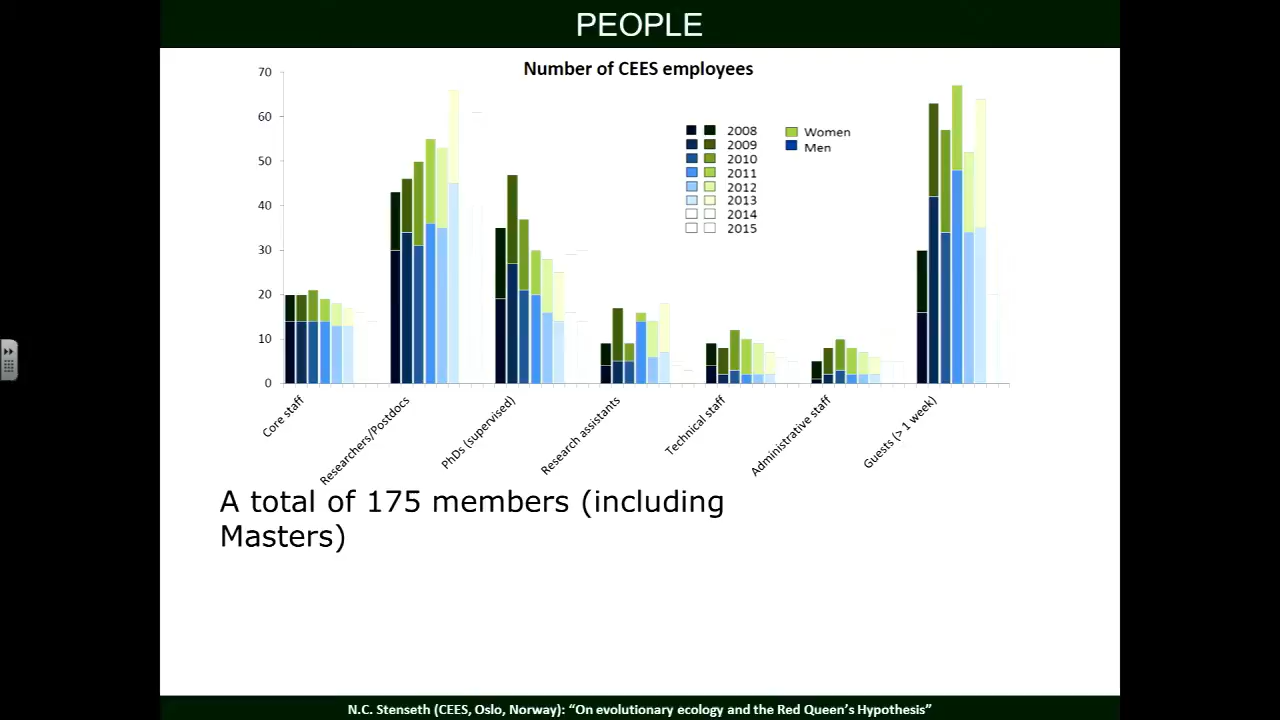 PEOPLE
Number of CEES employees
70
60
50
40
30
20
10
0
2008
2009
2010
2011
2012
2013
2014
2015
Women
Men
Core staff
Researchers/Postdocs
PhDs (supervised)
Research assistants
Technical staff
Administrative staff
Guests (> 1 week)
A total of 175 members (including
Masters)
N.C. Stenseth (CEES, Oslo, Norway): “On evolutionary ecology and the Red Queen’s Hypothesis”